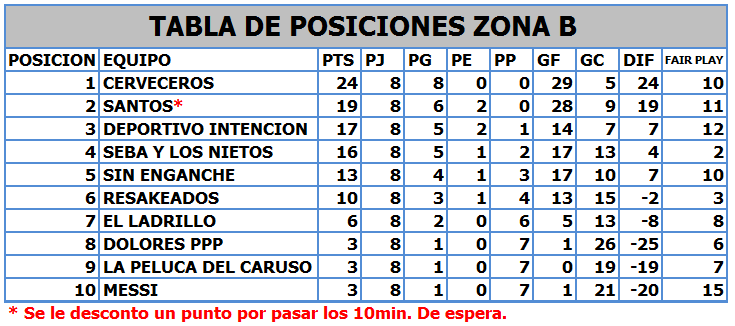 TABLA DE POSICIONES ZONA B
POSICION EQUIPO PTS PJ PG PE PP GF GC DIF FAIR PLAY
1 CERVECEROS 24 8 8 0 0 29 5 24 10
2 SANTOS* 19 8 6 2 0 28 9 19 11
3 DEPORTIVO INTENCION 17 8 5 2 1 14 7 7 12
4 SEBA Y LOS NIETOS 16 8 5 1 2 17 13 4 2
5 SIN ENGANCHE 13 8 4 1 3 17 10 7 10
6 RESAKEADOS 10 8 3 1 4 13 15 -2 3
7 EL LADRILLO 6 8 2 0 6 5 13 -8 8
8 DOLORES PPP 3 8 1 0 7 1 26 -25 6
9 LA PELUCA DEL CARUSO 3 8 1 0 7 0 19 -19 7
10 MESSI 3 8 1 0 7 1 21 -20 15
* Se le desconto un punto por pasar los 10min. De espera.